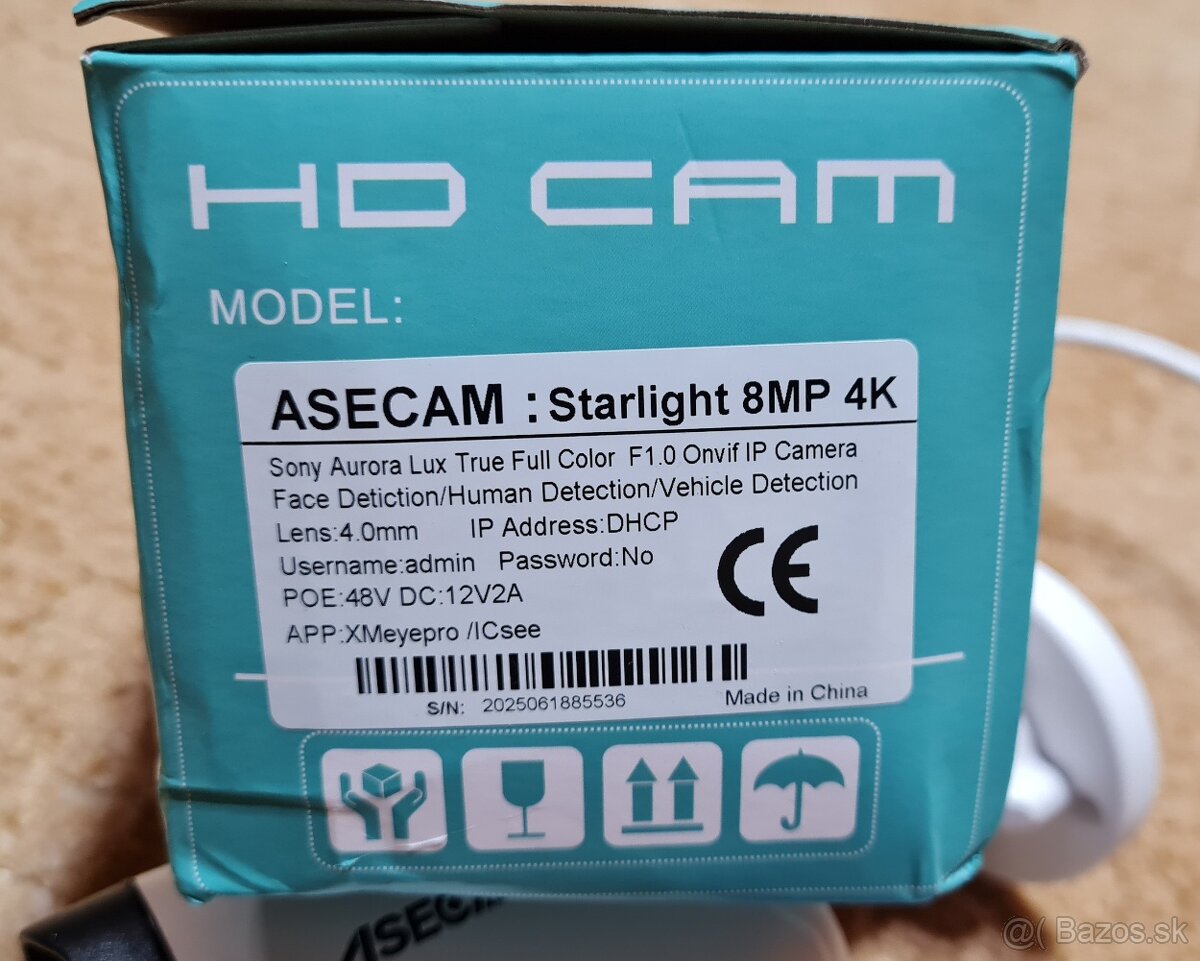 HD CAM
MODEL:
ASECAM : Starlight 8MP 4K
Sony Aurora Lux True Full Color F1.0 Onvif IP Camera
Face Detiction/Human Detection/Vehicle Detection
Lens:4.0mm IP Address:DHCP
Username:admin Password:No
POE:48V DC:12V2A
CE
APP:XMeyepro /ICsee
S/N: 2025061885536 Made in China
ASECAM
@( Bazos.sk